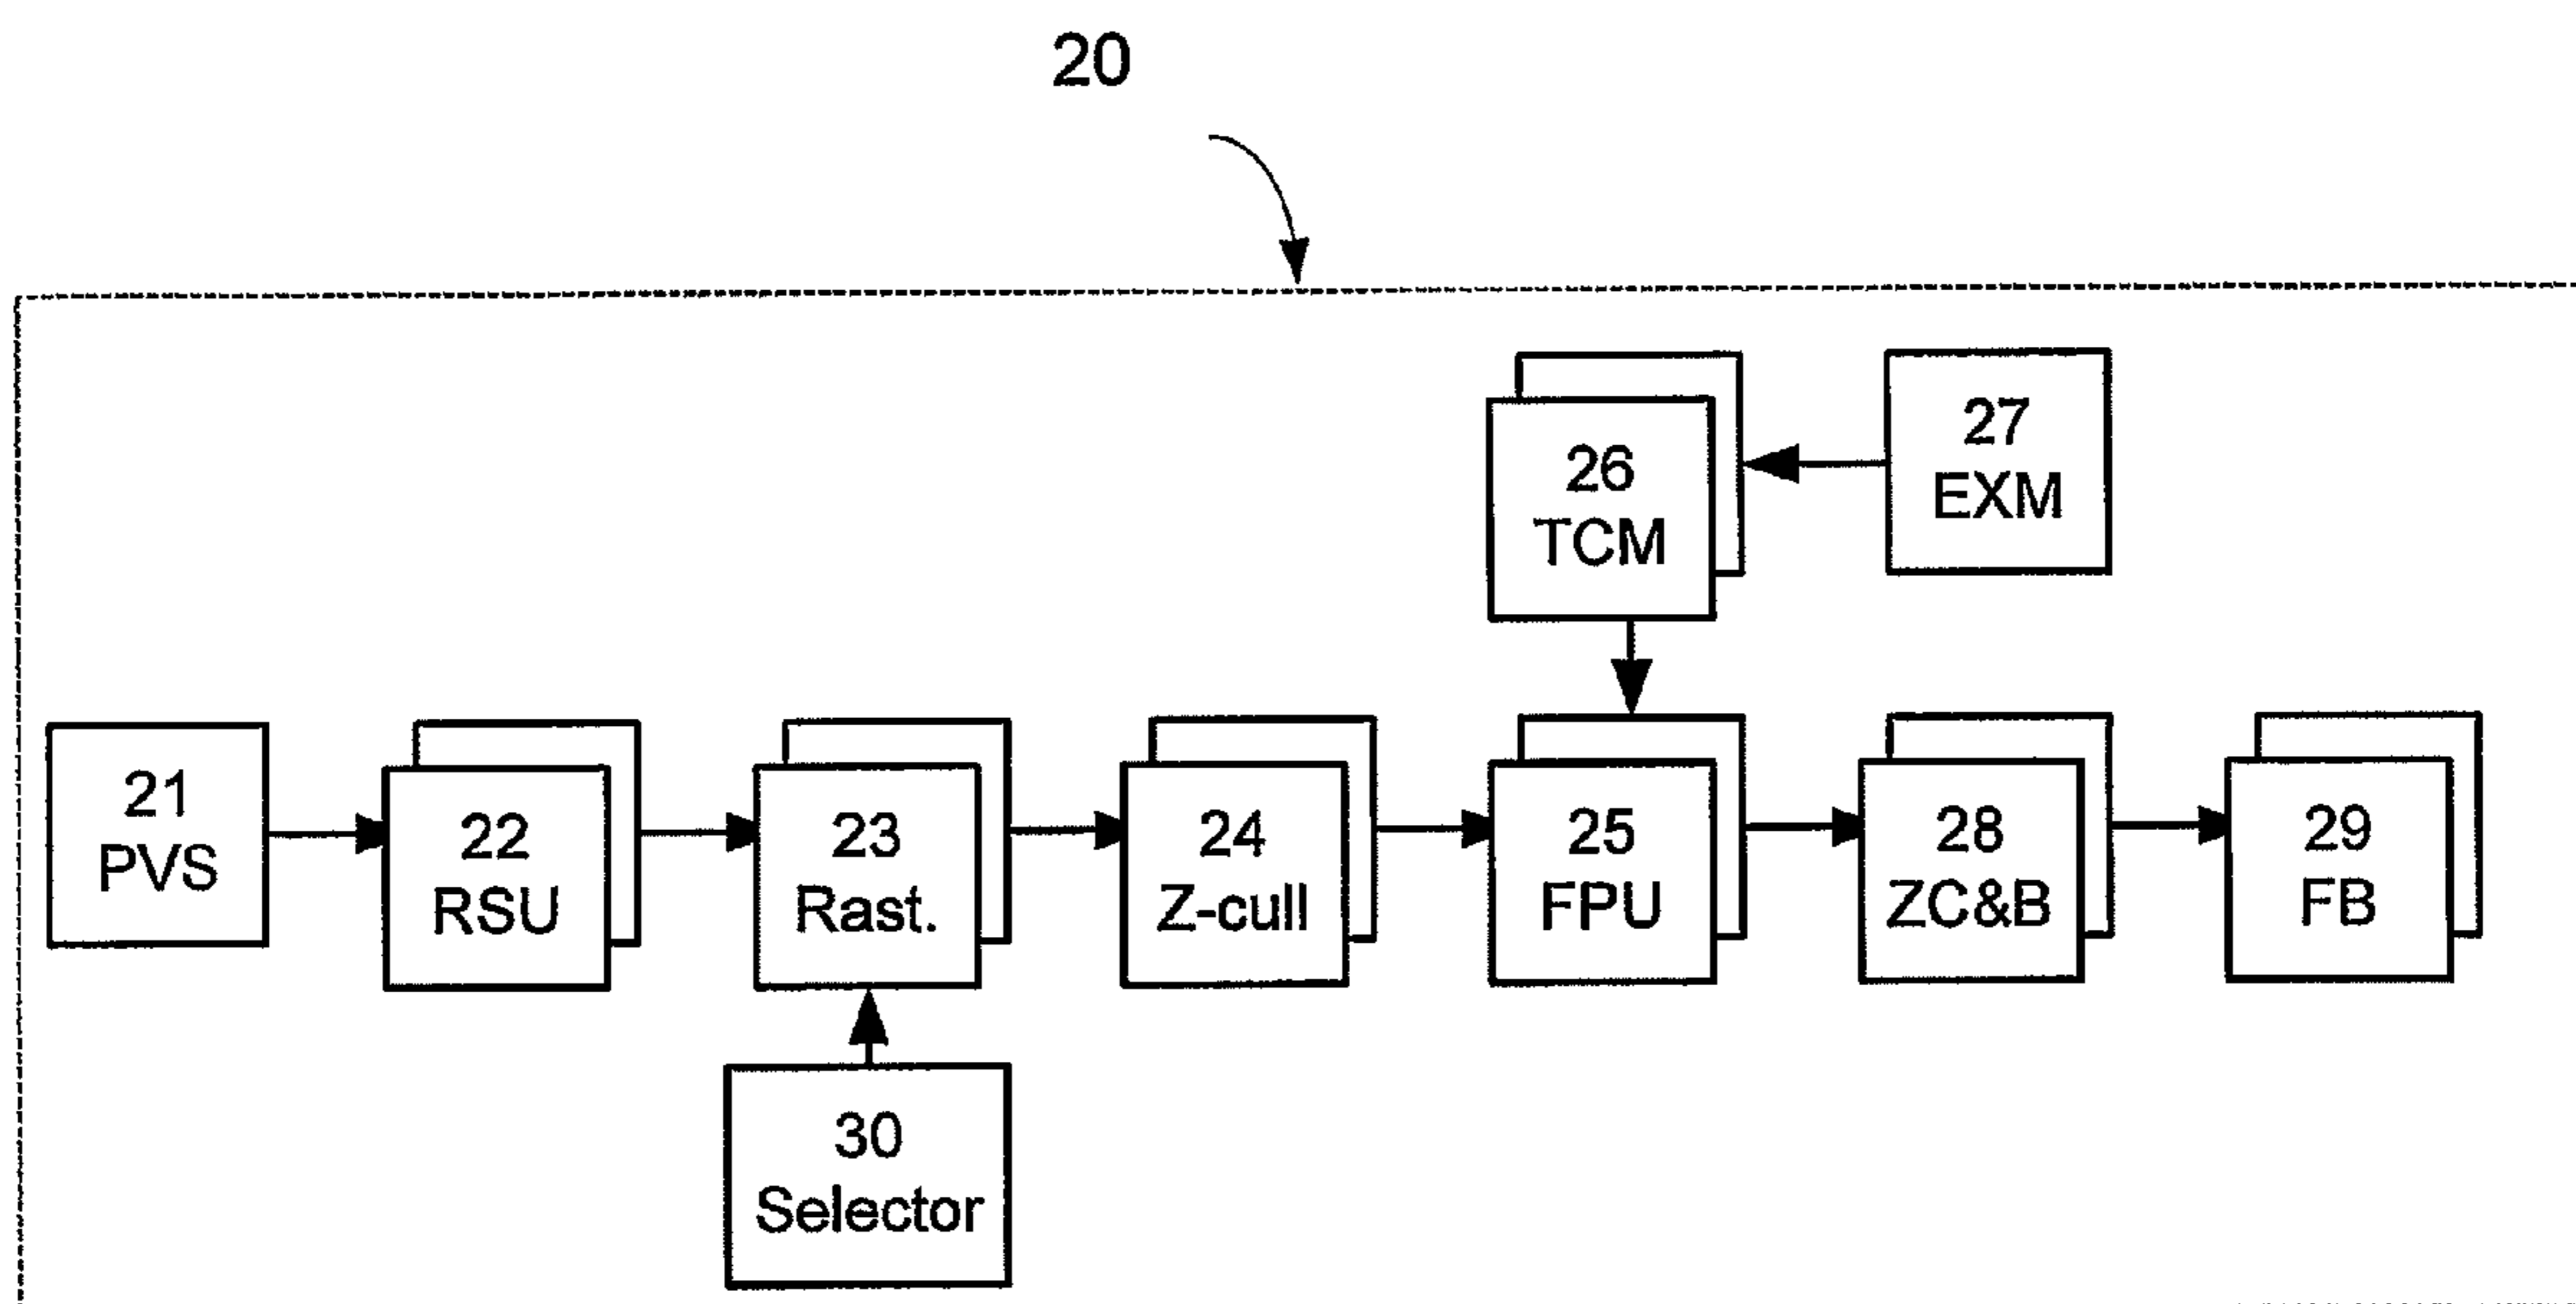 20
26
TCM
27
EXM
21
PVS
22
RSU
23
Rast.
24
Z-cull
25
FPU
28
ZC&B
29
FB
30
Selector